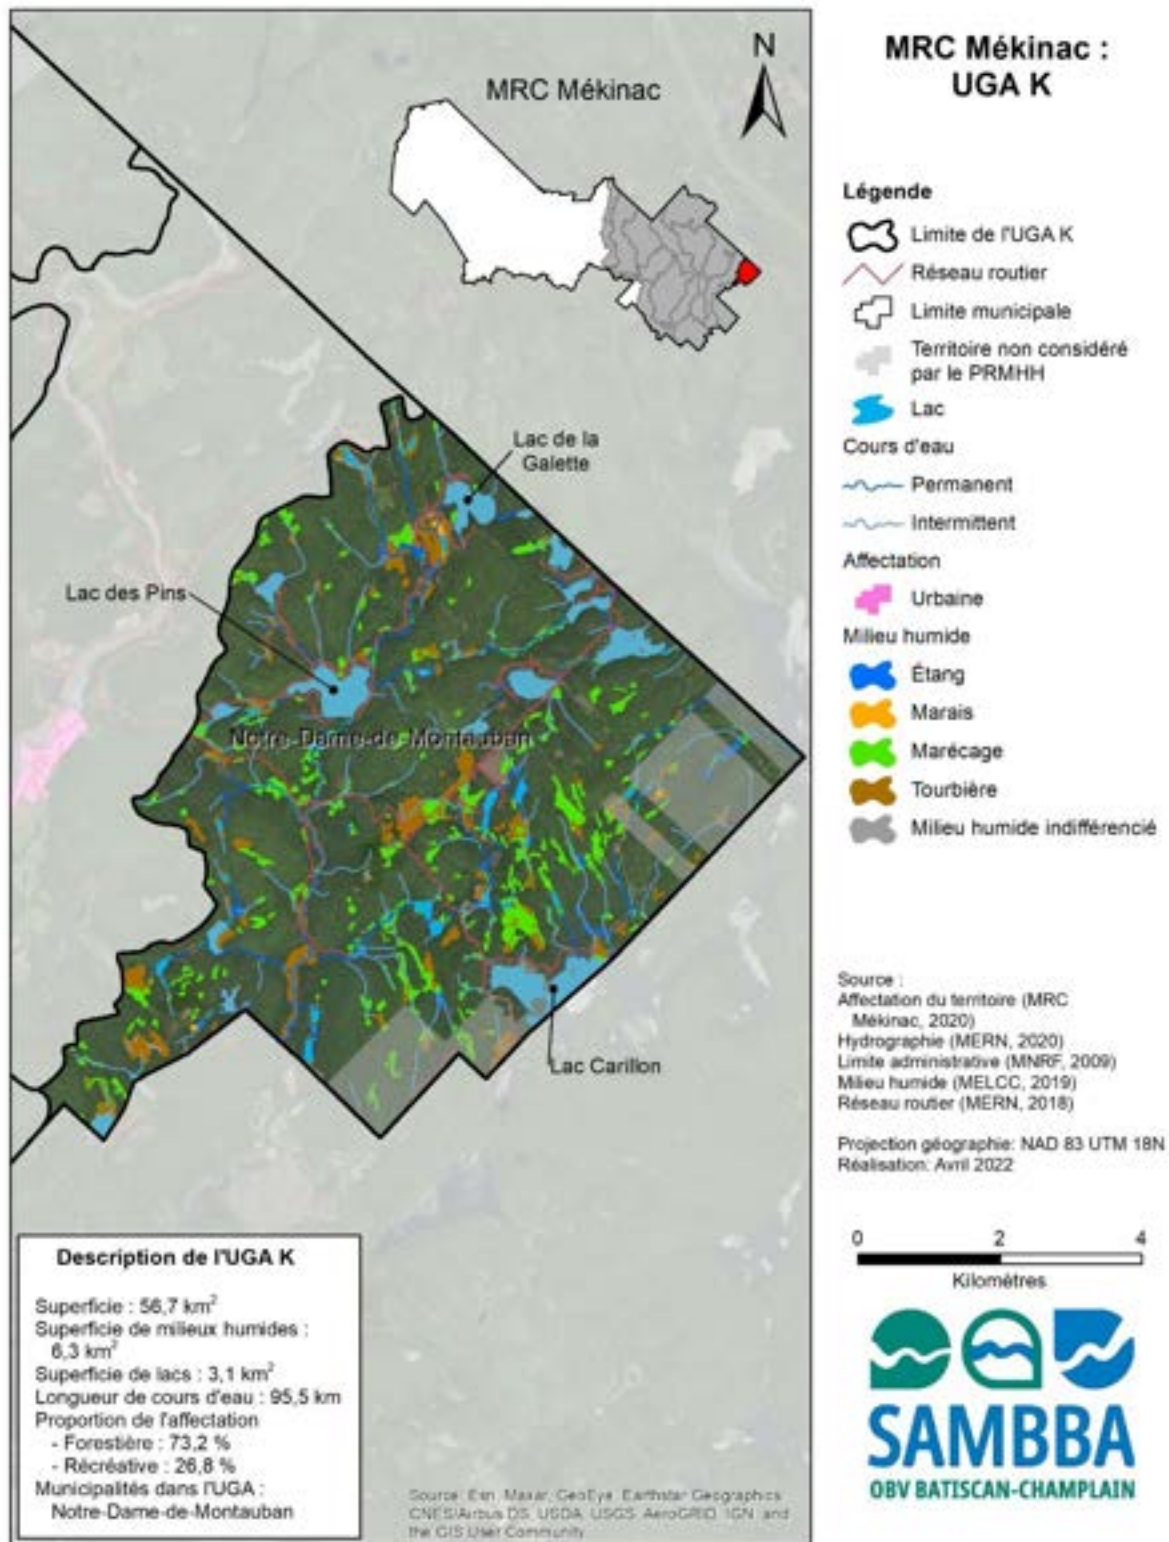 MRC Mékinac :
UGA K
N
MRC Mékinac
Légende
Limite de l'UGA K
Réseau routier
Limite municipale
Territoire non considéré
par le PRMHH
Lac
Cours d'eau
Permanent
Intermittent
Affectation
Urbaine
Milieu humide
Étang
Marais
Marécage
Tourbière
Milieu humide indifférencié
Lac de la
Galette
Lac des Pins
Notre-Dame-de-Montauban
Lac Carillon
Source :
Affectation du territoire (MRC
Mékinac, 2020)
Hydrographie (MERN, 2020)
Limite administrative (MNRF, 2009)
Milieu humide (MELCC, 2019)
Réseau routier (MERN, 2018)
Projection géographie: NAD 83 UTM 18N
Réalisation: Avril 2022
0 2 4
Kilomètres
SAMBBA
OBV BATISCAN-CHAMPLAIN
Description de l'UGA K
Superficie : 56,7 km²
Superficie de milieux humides :
6,3 km²
Superficie de lacs : 3,1 km²
Longueur de cours d'eau : 95,5 km
Proportion de l'affectation
- Forestière : 73,2 %
- Récréative : 26,8 %
Municipalités dans l'UGA :
Notre-Dame-de-Montauban
Source: Esri, Maxar, GeoEye, Earthstar Geographics,
CNES/Airbus DS, USDA, USGS, AeroGRID, IGN, and
the GIS User Community